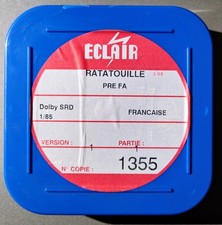 ECLAIR
RATATOUILLE
PRE FA
Dolby SRD
FRANCAISE
1/85
VERSION : 1
PARTIE : 1
N° COPIE : 1355